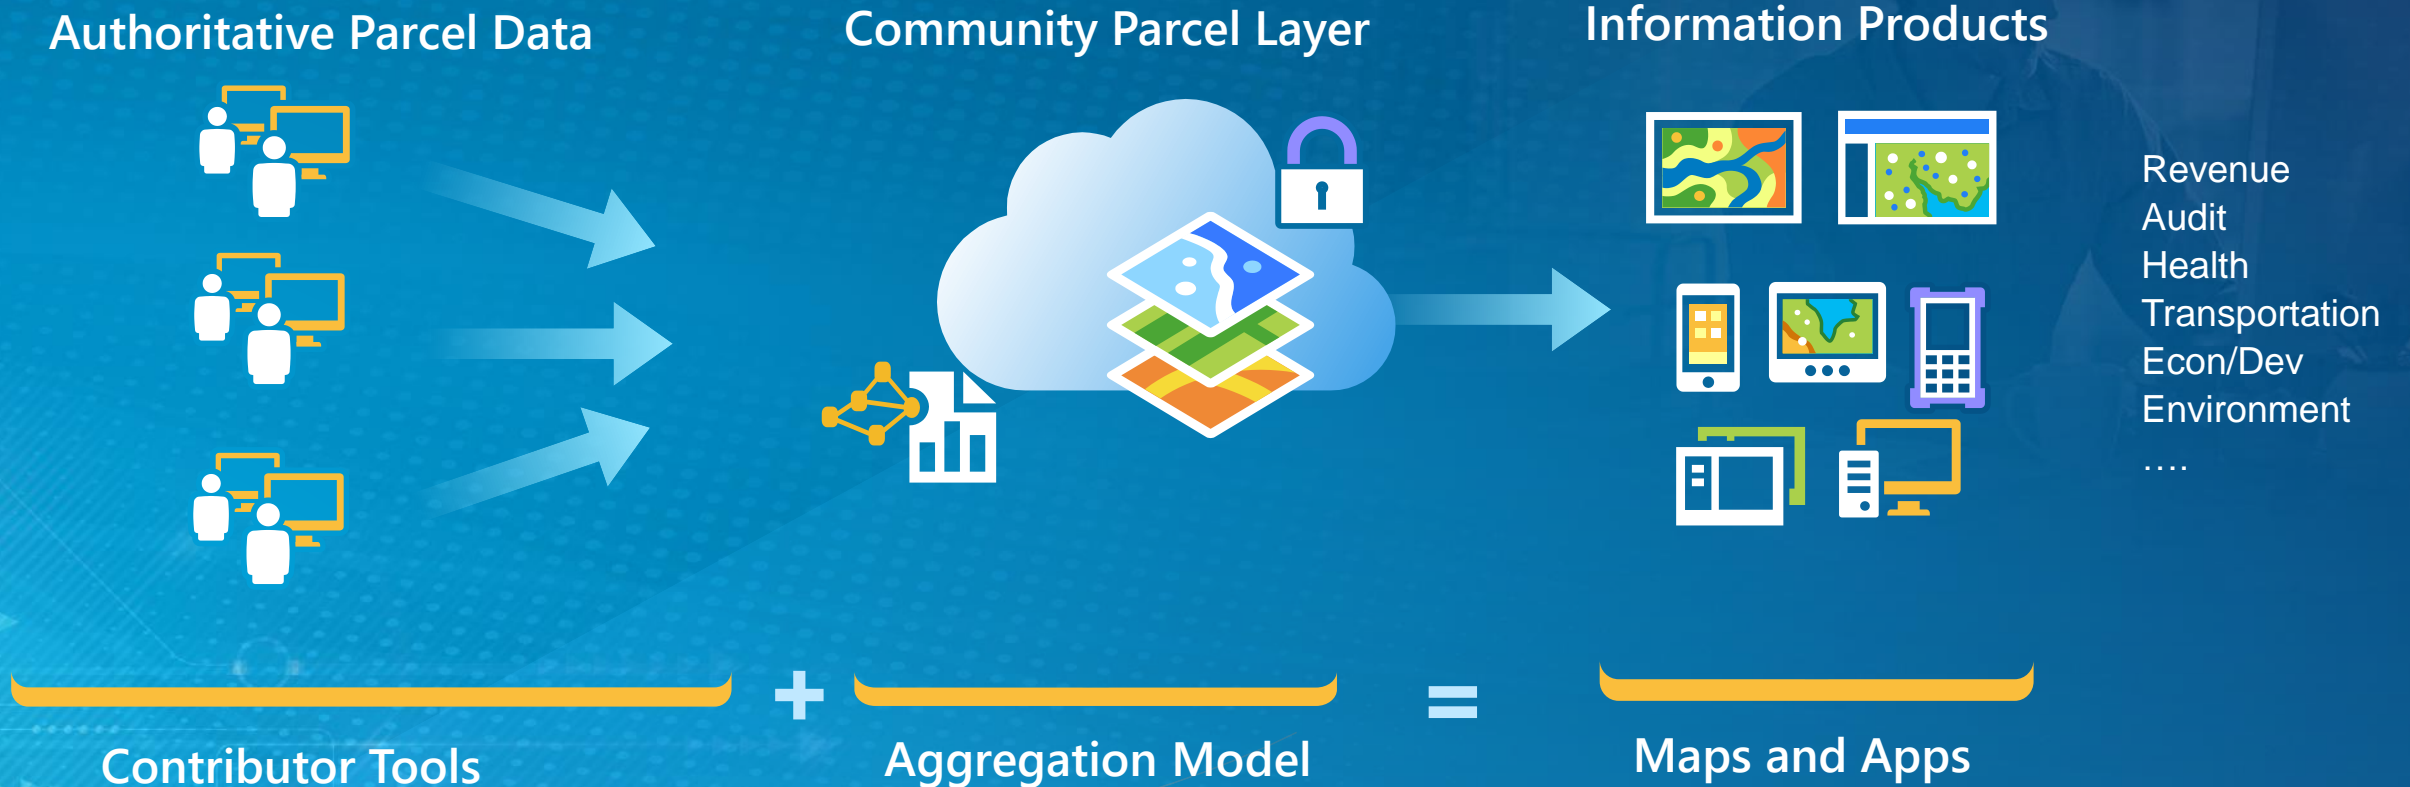 Authoritative Parcel Data
Community Parcel Layer
Information Products
Revenue
Audit
Health
Transportation
Econ/Dev
Environment
....
+
=
Contributor Tools
Aggregation Model
Maps and Apps